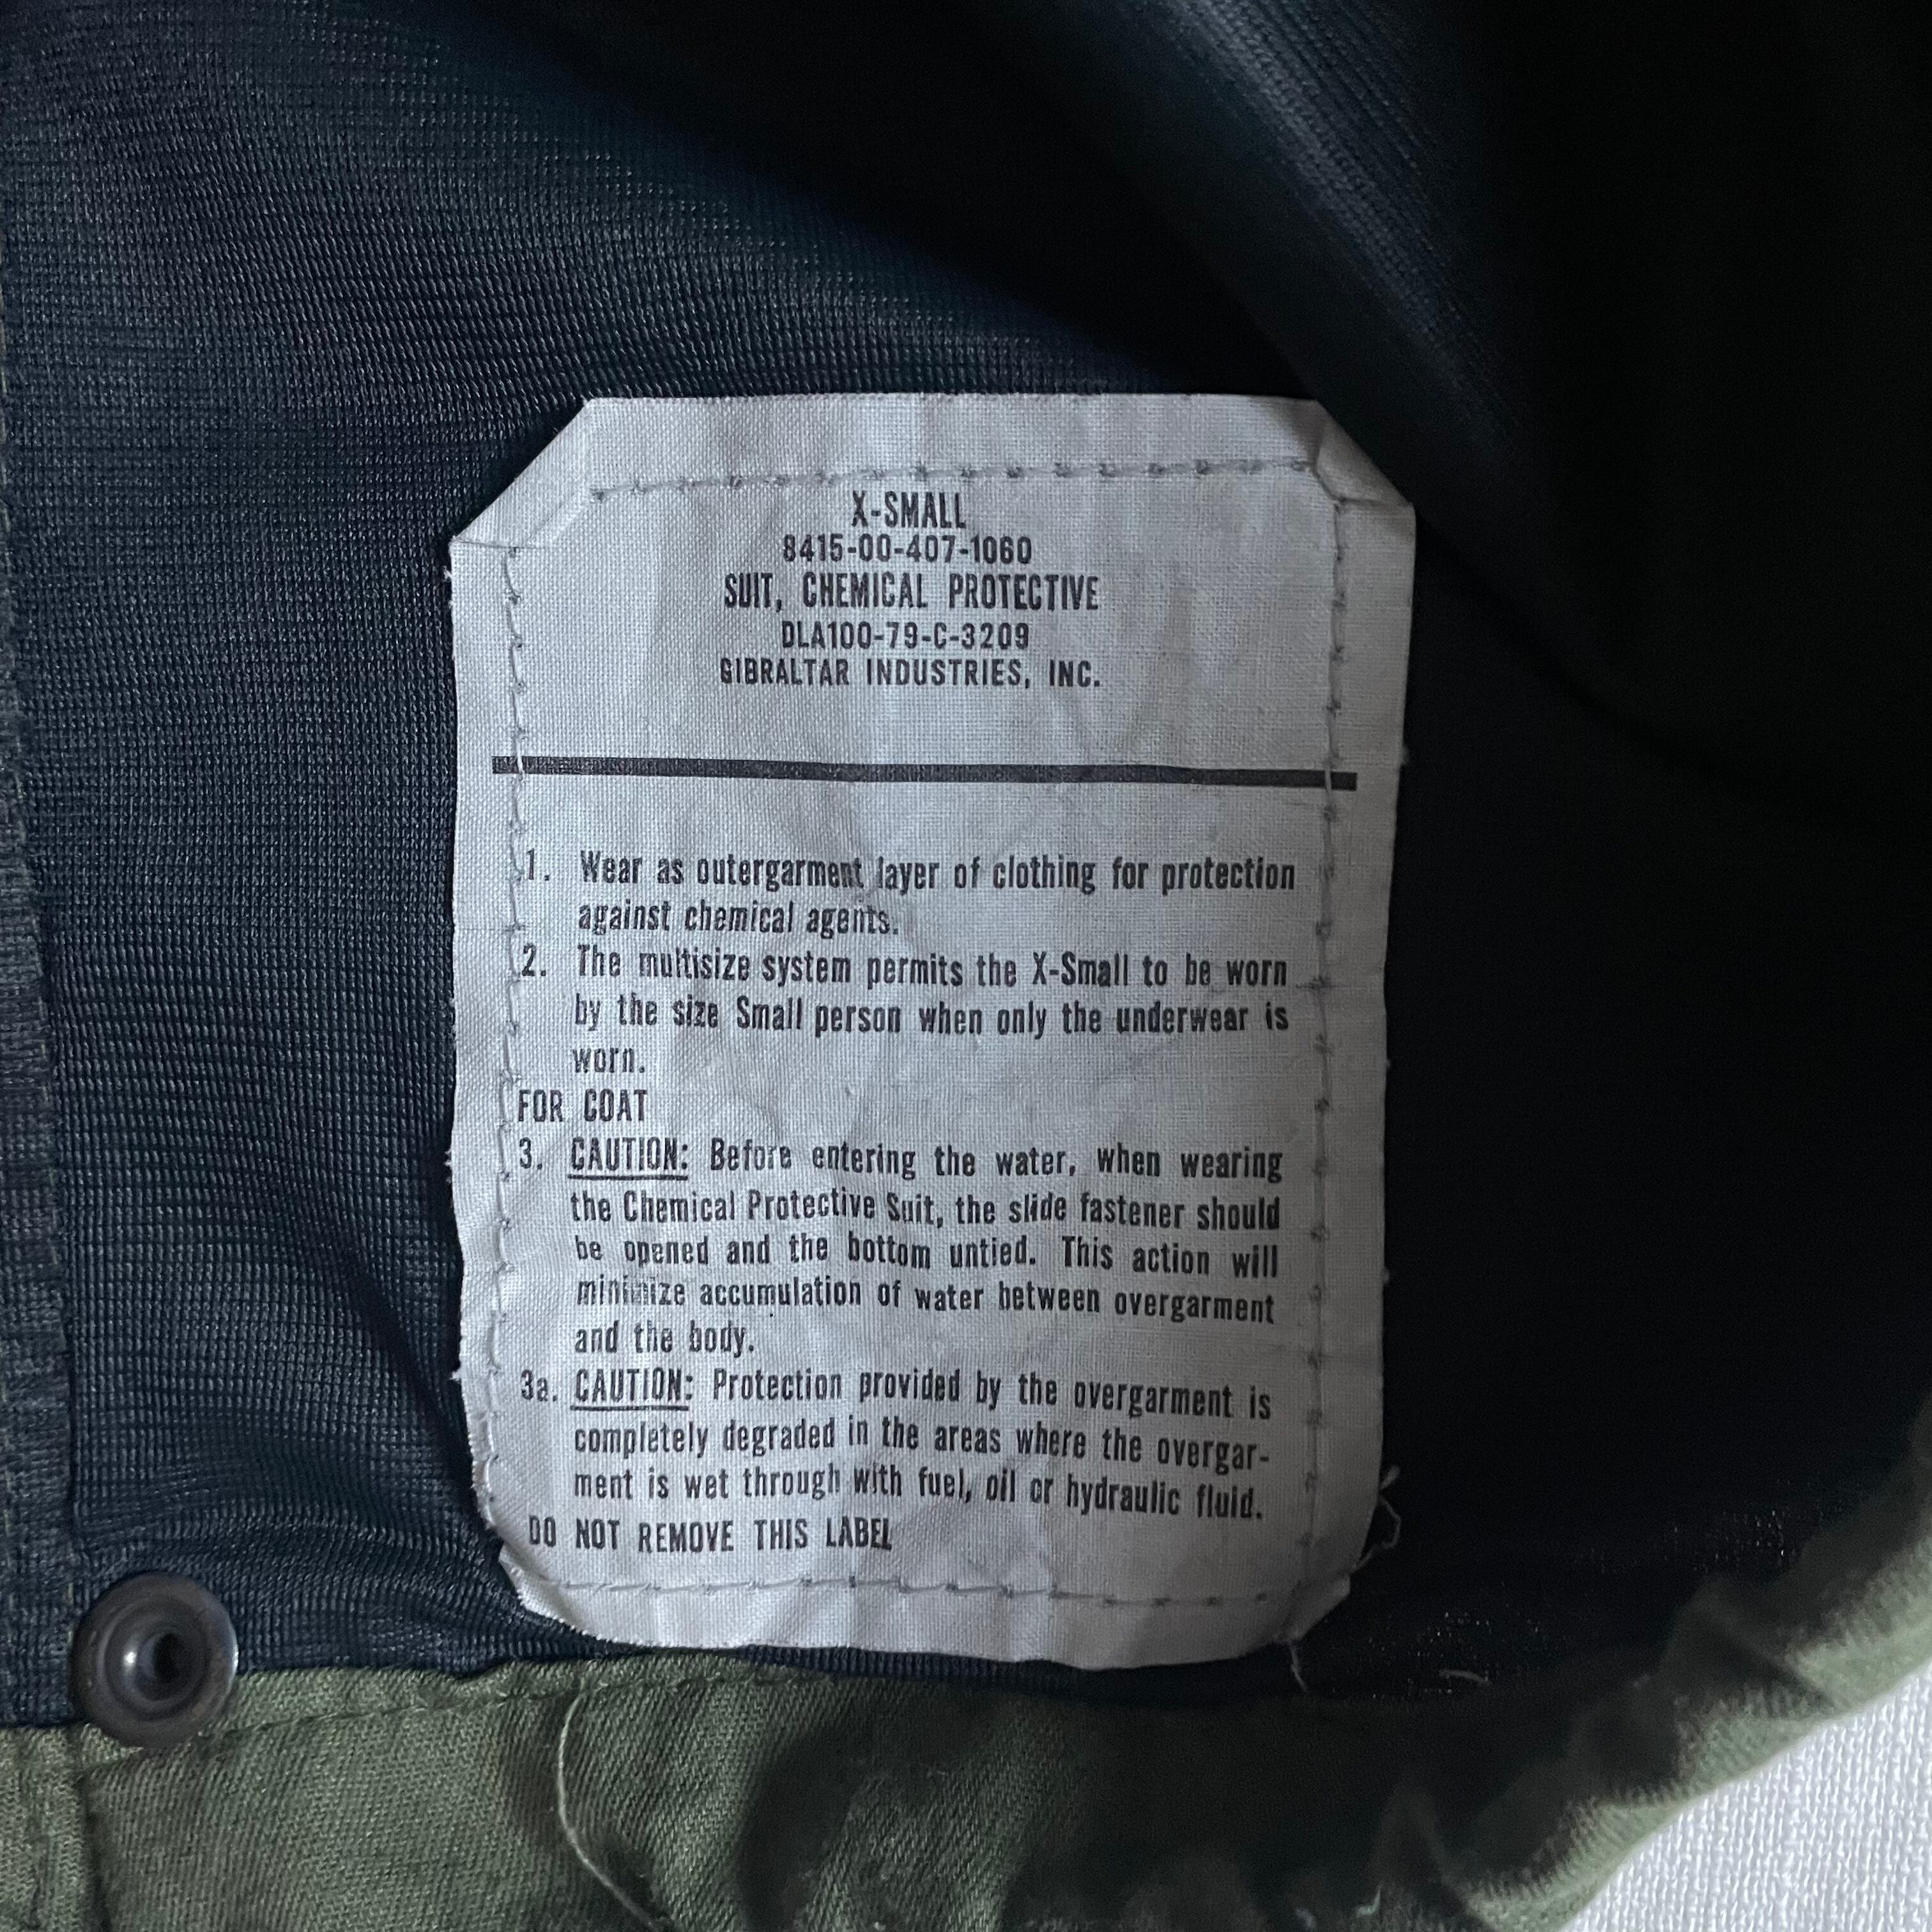 X-SMALL
8415-00-407-1060
SUIT, CHEMICAL PROTECTIVE
DLA100-79-C-3209
GIBRALTAR INDUSTRIES, INC.
1. Wear as outergarment layer of clothing for protection
against chemical agents.
2. The multisize system permits the X-Small to be worn
by the size Small person when only the underwear is
worn.
FOR COAT
3. CAUTION: Before entering the water, when wearing
the Chemical Protective Suit, the slide fastener should
be opened and the bottom untied. This action will
minimize accumulation of water between overgarment
and the body.
3a. CAUTION: Protection provided by the overgarment is
completely degraded in the areas where the overgar-
ment is wet through with fuel, oil or hydraulic fluid.
DO NOT REMOVE THIS LABEL